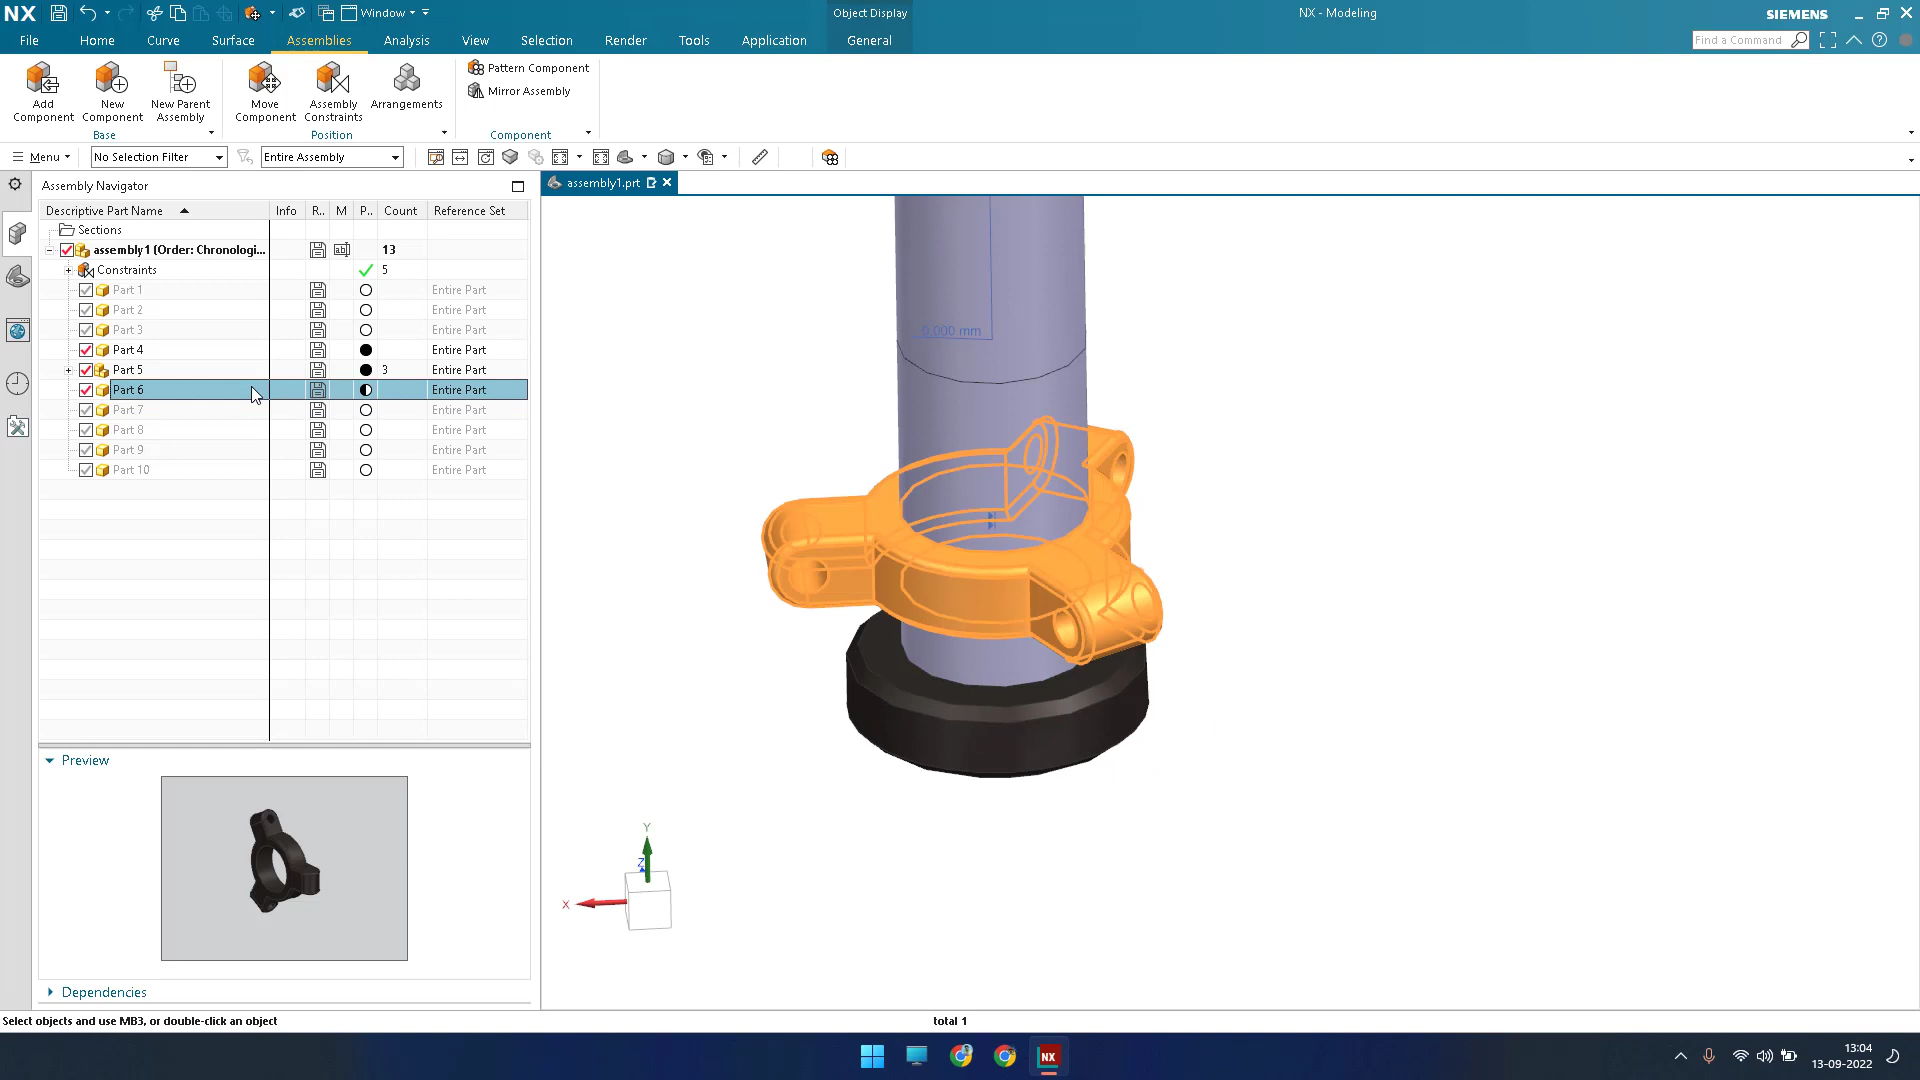 NX
Window
Object Display
NX - Modeling
SIEMENS
File
Home
Curve
Surface
Assemblies
Analysis
View
Selection
Render
Tools
Application
General
Find a Command
Add Component
New Component
New Parent Assembly
Move Component
Assembly Constraints
Arrangements
Pattern Component
Mirror Assembly
Base
Position
Component
Menu
No Selection Filter
Entire Assembly
Assembly Navigator
assembly1.prt
Descriptive Part Name
Info
R..
M
P..
Count
Reference Set
Sections
assembly1 (Order: Chronologi... 13
Constraints 5
Part 1 Entire Part
Part 2 Entire Part
Part 3 Entire Part
Part 4 Entire Part
Part 5 3 Entire Part
Part 6 Entire Part
Part 7 Entire Part
Part 8 Entire Part
Part 9 Entire Part
Part 10 Entire Part
0.000 mm
Preview
Y
Z
X
Dependencies
Select objects and use MB3, or double-click an object
total 1
NX
13:04
13-09-2022